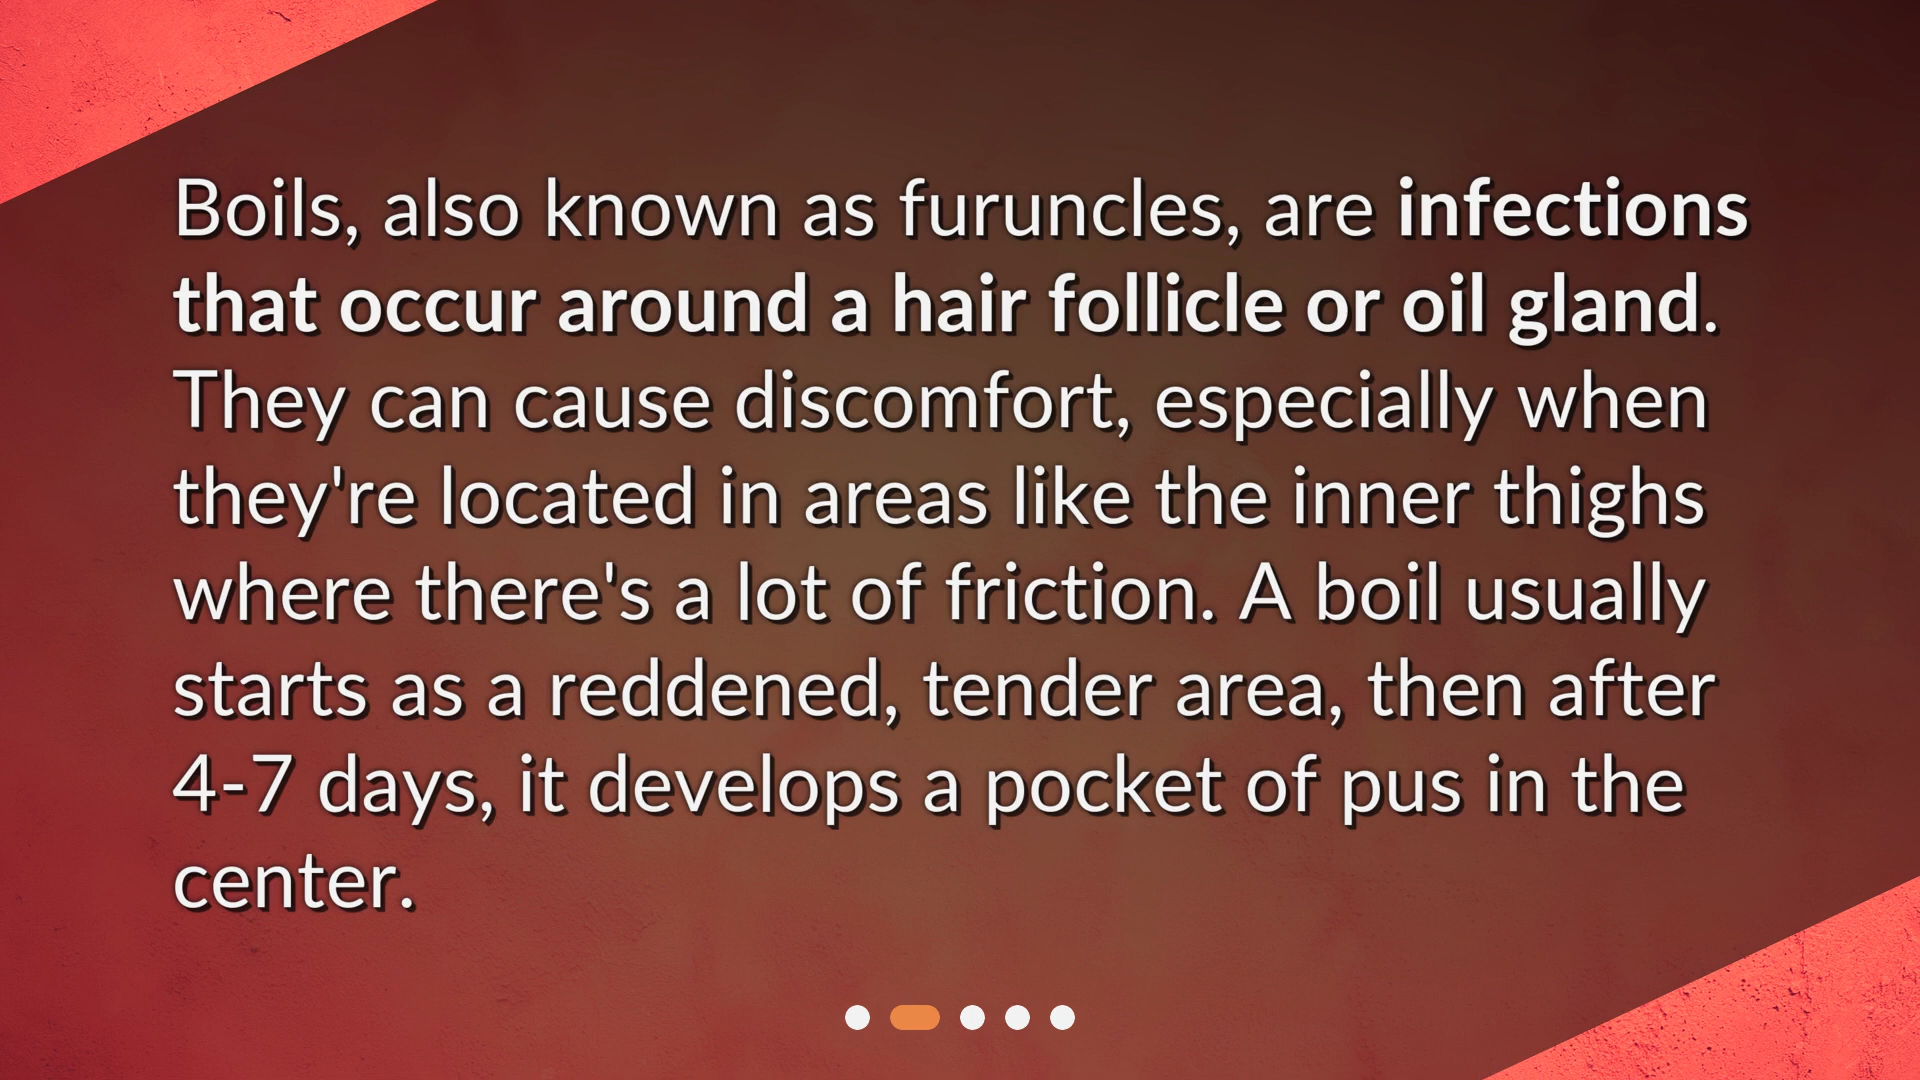 Boils, also known as furuncles, are infections
that occur around a hair follicle or oil gland.
They can cause discomfort, especially when
they're located in areas like the inner thighs
where there's a lot of friction. A boil usually
starts as a reddened, tender area, then after
4-7 days, it develops a pocket of pus in the
center.